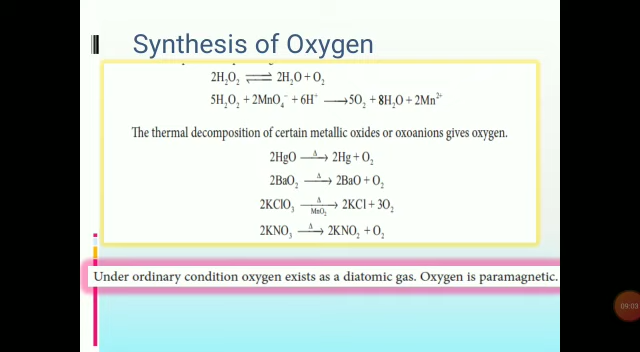 Synthesis of Oxygen
2H₂O₂ ⇌ 2H₂O + O₂
5H₂O₂ + 2MnO₄⁻ + 6H⁺ ⟶ 5O₂ + 8H₂O + 2Mn²⁺
The thermal decomposition of certain metallic oxides or oxoanions gives oxygen.
2HgO —Δ→ 2Hg + O₂
2BaO₂ —Δ→ 2BaO + O₂
2KClO₃ —Δ/MnO₂→ 2KCl + 3O₂
2KNO₃ —Δ→ 2KNO₂ + O₂
Under ordinary condition oxygen exists as a diatomic gas. Oxygen is paramagnetic.
09:03